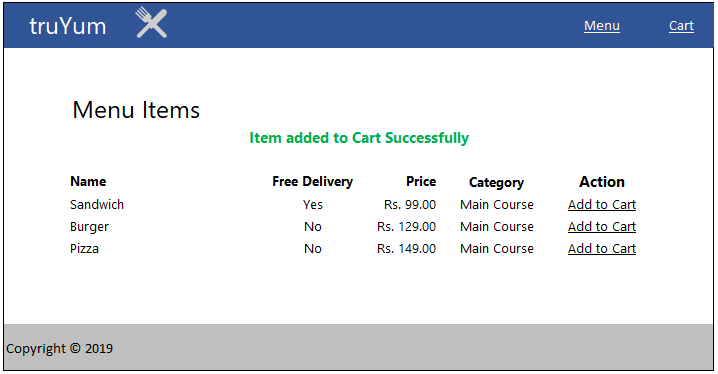 truYum Menu Cart
Menu Items
Item added to Cart Successfully
Name Free Delivery Price Category Action
Sandwich Yes Rs. 99.00 Main Course Add to Cart
Burger No Rs. 129.00 Main Course Add to Cart
Pizza No Rs. 149.00 Main Course Add to Cart
Copyright © 2019